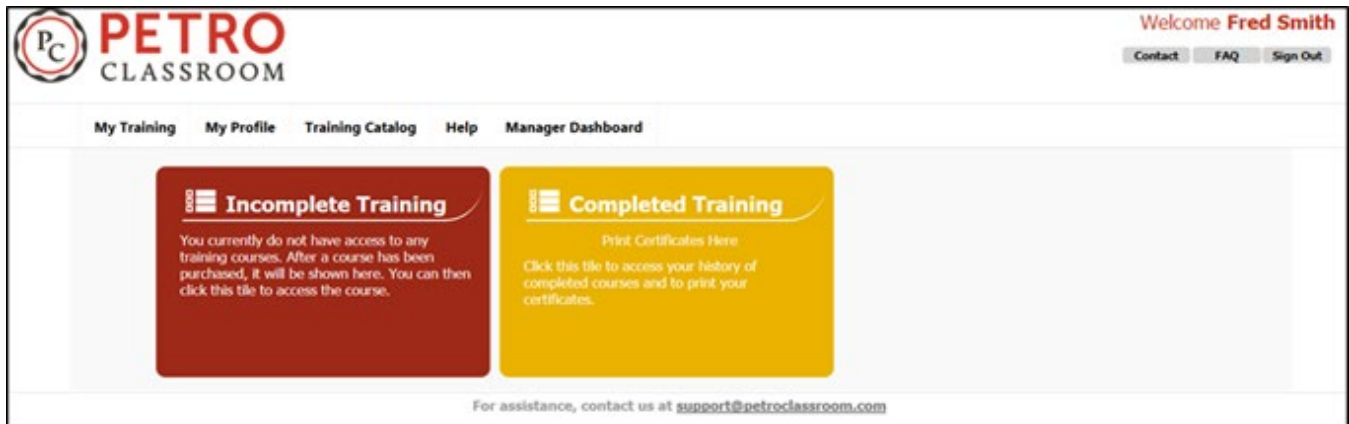 PC
PETRO
CLASSROOM
Welcome Fred Smith
Contact FAQ Sign Out
My Training My Profile Training Catalog Help Manager Dashboard
Incomplete Training
You currently do not have access to any
training courses. After a course has been
purchased, it will be shown here. You can then
click this tile to access the course.
Completed Training
Print Certificates Here
Click this tile to access your history of
completed courses and to print your
certificates.
For assistance, contact us at support@petroclassroom.com